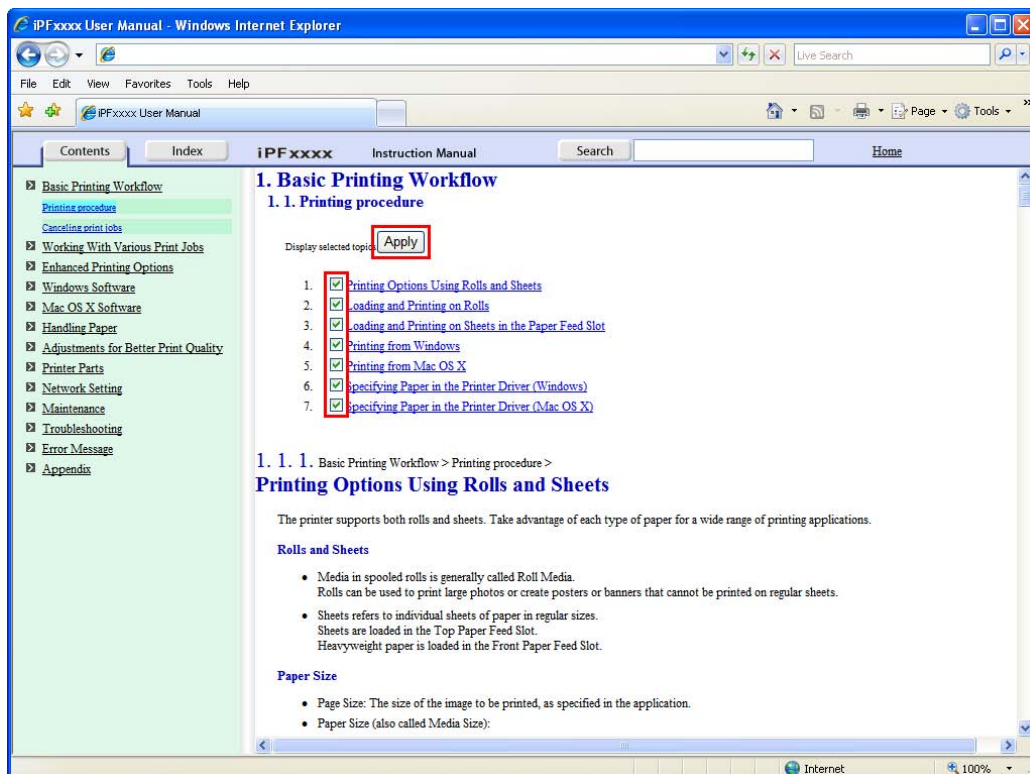 iPFxxxx User Manual - Windows Internet Explorer
Live Search
File Edit View Favorites Tools Help
iPFxxxx User Manual
Page Tools
Contents Index iPFxxxx Instruction Manual Search Home
Basic Printing Workflow
Printing procedure
Canceling print jobs
Working With Various Print Jobs
Enhanced Printing Options
Windows Software
Mac OS X Software
Handling Paper
Adjustments for Better Print Quality
Printer Parts
Network Setting
Maintenance
Troubleshooting
Error Message
Appendix
1. Basic Printing Workflow
1. 1. Printing procedure
Display selected topics Apply
1. Printing Options Using Rolls and Sheets
2. Loading and Printing on Rolls
3. Loading and Printing on Sheets in the Paper Feed Slot
4. Printing from Windows
5. Printing from Mac OS X
6. Specifying Paper in the Printer Driver (Windows)
7. Specifying Paper in the Printer Driver (Mac OS X)
1. 1. 1. Basic Printing Workflow > Printing procedure >
Printing Options Using Rolls and Sheets
The printer supports both rolls and sheets. Take advantage of each type of paper for a wide range of printing applications.
Rolls and Sheets
• Media in spooled rolls is generally called Roll Media.
Rolls can be used to print large photos or create posters or banners that cannot be printed on regular sheets.
• Sheets refers to individual sheets of paper in regular sizes.
Sheets are loaded in the Top Paper Feed Slot.
Heavyweight paper is loaded in the Front Paper Feed Slot.
Paper Size
• Page Size: The size of the image to be printed, as specified in the application.
• Paper Size (also called Media Size):
Internet 100%